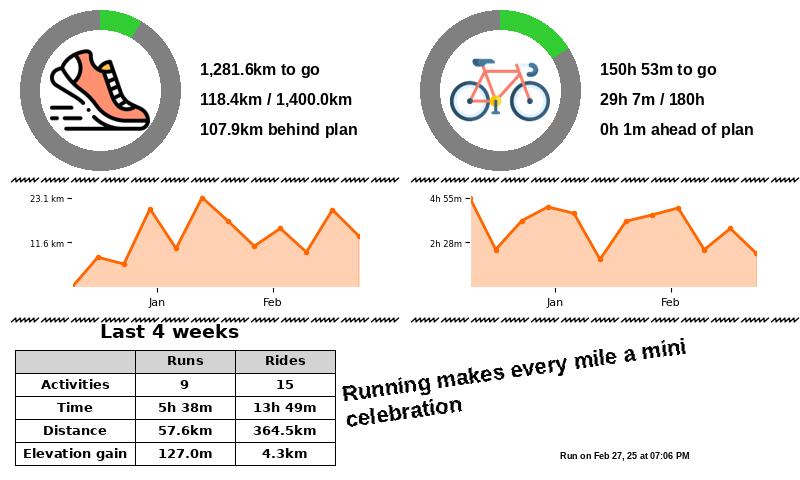 1,281.6km to go
118.4km / 1,400.0km
107.9km behind plan
150h 53m to go
29h 7m / 180h
0h 1m ahead of plan
23.1 km
11.6 km
Jan Feb
4h 55m
2h 28m
Jan Feb
Last 4 weeks
Runs Rides
Activities 9 15
Time 5h 38m 13h 49m
Distance 57.6km 364.5km
Elevation gain 127.0m 4.3km
Running makes every mile a mini
celebration
Run on Feb 27, 25 at 07:06 PM